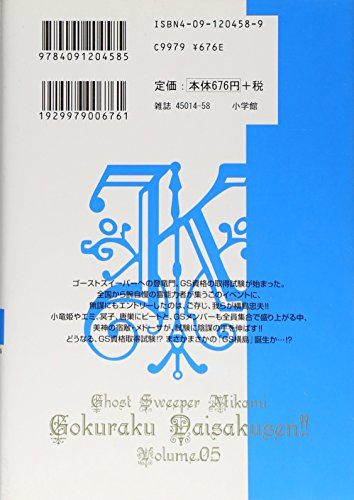 ISBN4-09-120458-9
C9979 ¥676E
9784091204585
定価：本体676円+税
雑誌 45014-58 小学館
1929979006761
K
ゴーストスイーパーへの登竜門、GS資格の取得試験が始まった。
全国から腕自慢の霊能力者が集うこのイベントに、
無謀にもエントリーしたのは、これが、我らが横島忠夫!!
小竜姫やエミ、冥子、唐巣にピートと、GSメンバーも全員集合で盛り上がる中、
美神の宿敵・メドーサが、試験に陰謀の手を伸ばす!!
どうなる、GS資格取得試験!? まさかまさかの「GS横島」誕生か…!?
Ghost Sweeper Mikami
Gokuraku Daisakusen!!
Volume.05